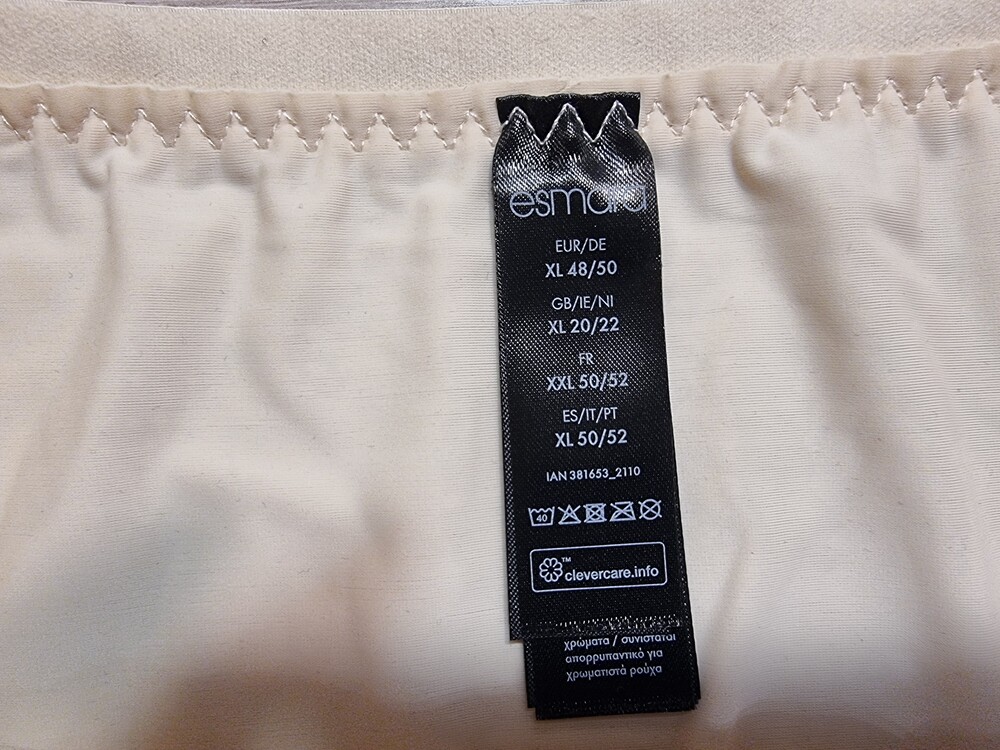 esmara
EUR/DE
XL 48/50
GB/IE/NI
XL 20/22
FR
XXL 50/52
ES/IT/PT
XL 50/52
IAN 381653_2110
40
™ clevercare.info
χρώματα / συνιστάται
απορρυπαντικό για
χρωματιστά ρούχα